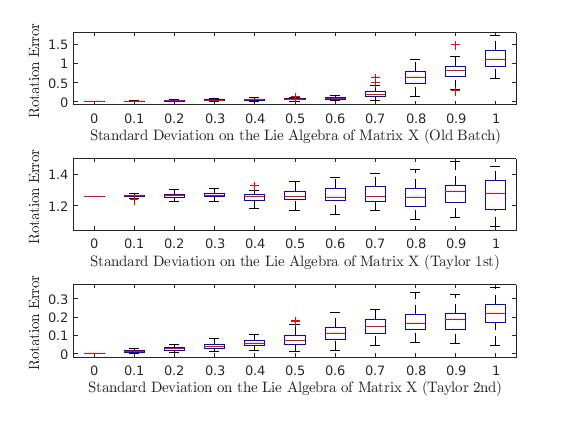 Rotation Error
1.5
1
0.5
0
0 0.1 0.2 0.3 0.4 0.5 0.6 0.7 0.8 0.9 1
Standard Deviation on the Lie Algebra of Matrix X (Old Batch)
Rotation Error
1.4
1.2
0 0.1 0.2 0.3 0.4 0.5 0.6 0.7 0.8 0.9 1
Standard Deviation on the Lie Algebra of Matrix X (Taylor 1st)
Rotation Error
0.3
0.2
0.1
0
0 0.1 0.2 0.3 0.4 0.5 0.6 0.7 0.8 0.9 1
Standard Deviation on the Lie Algebra of Matrix X (Taylor 2nd)